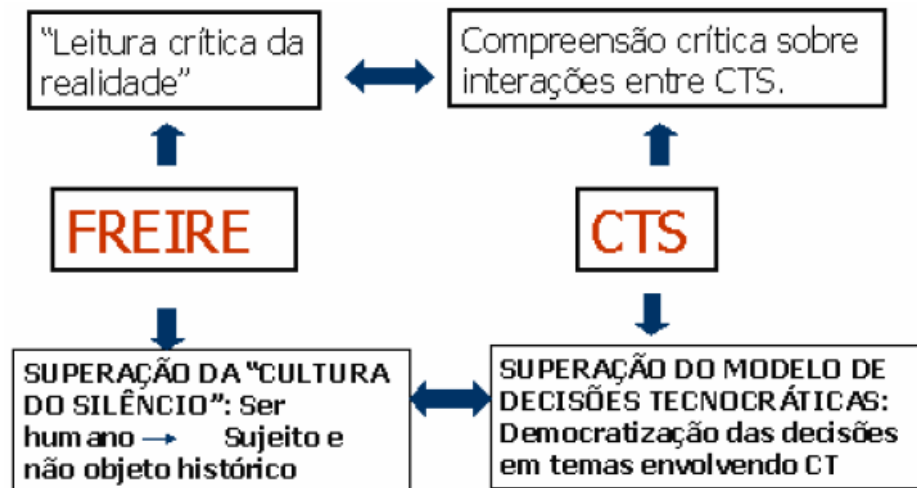 “Leitura crítica da
realidade”
Compreensão crítica sobre
interações entre CTS.
FREIRE
CTS
SUPERAÇÃO DA “CULTURA
DO SILÊNCIO”: Ser
humano → Sujeito e
não objeto histórico
SUPERAÇÃO DO MODELO DE
DECISÕES TECNOCRÁTICAS:
Democratização das decisões
em temas envolvendo CT